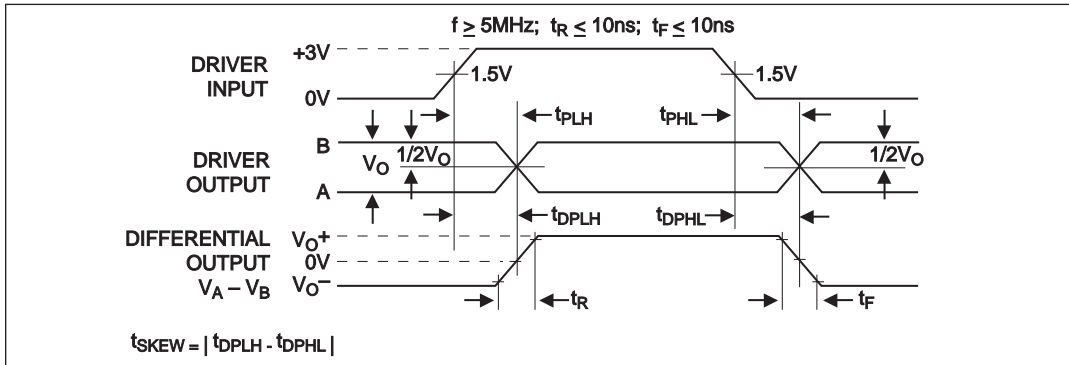 f ≥ 5MHz; tR ≤ 10ns; tF ≤ 10ns
+3V
DRIVER
INPUT
1.5V
1.5V
0V
tPLH
tPHL
B
DRIVER
OUTPUT
VO
1/2VO
1/2VO
A
tDPLH
tDPHL
DIFFERENTIAL
OUTPUT
VA – VB
VO+
0V
VO–
tR
tF
tSKEW = | tDPLH - tDPHL |